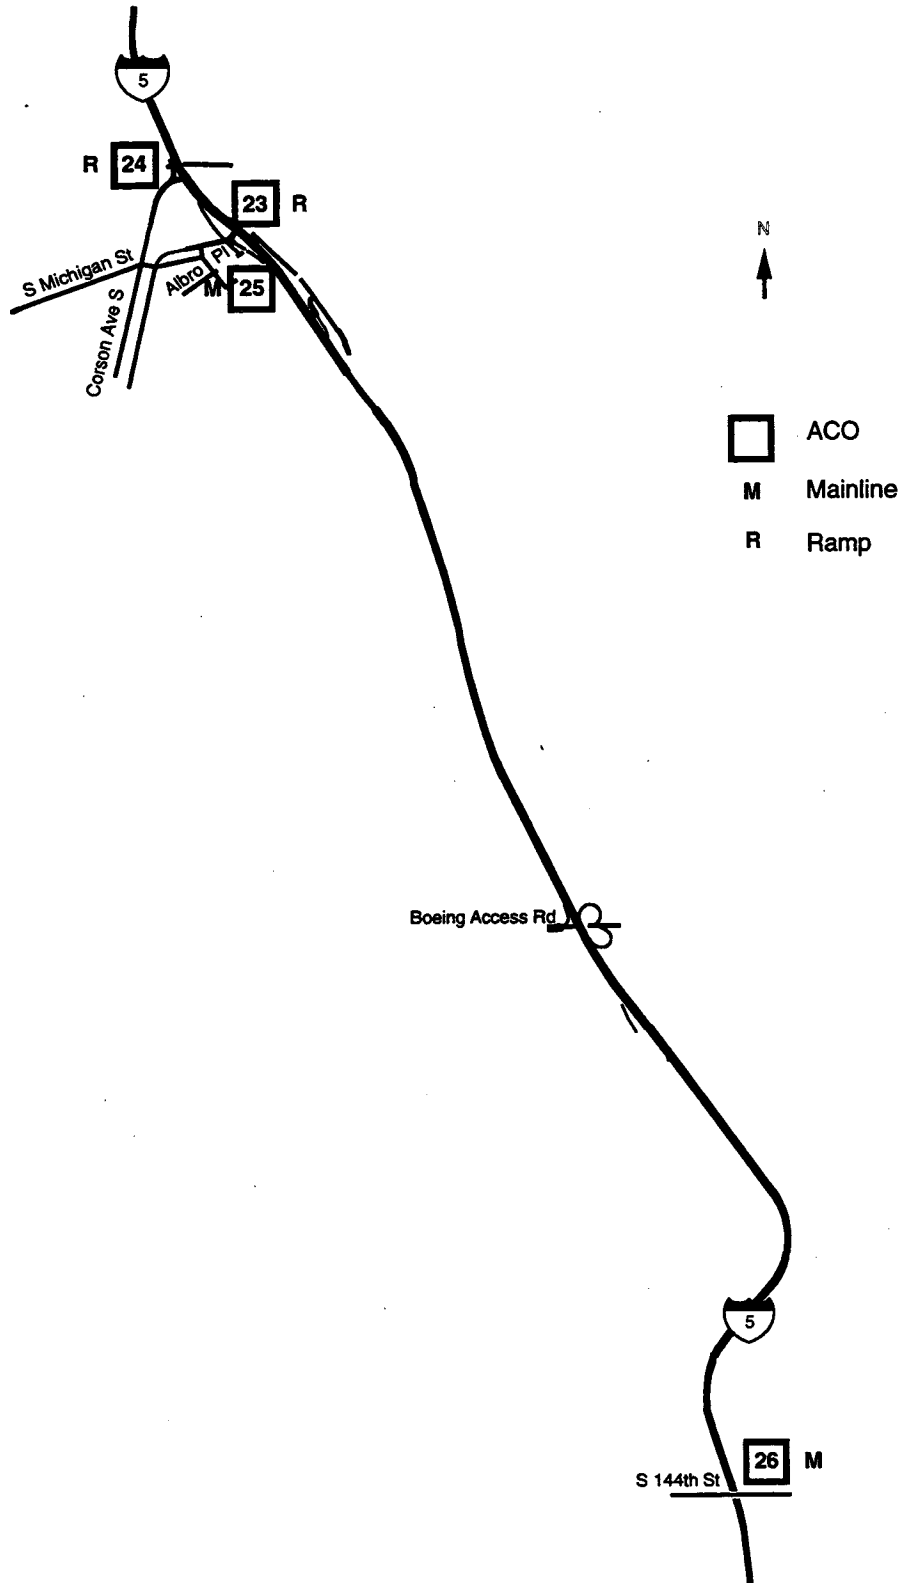 5
R 24
23 R
S Michigan St
Albro Pl
M 25
Corson Ave S
N
ACO
M Mainline
R Ramp
Boeing Access Rd
5
26 M
S 144th St